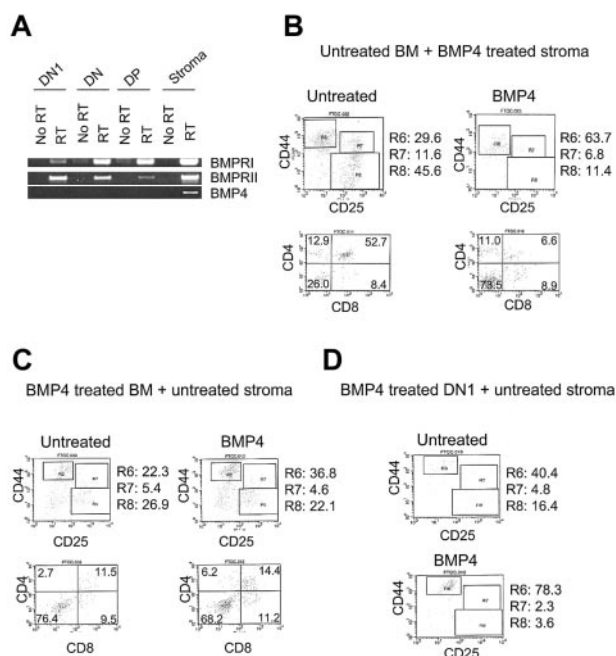 A
DN1 DN DP Stroma
No RT RT No RT RT No RT RT No RT RT
BMPRI
BMPRII
BMP4
B
Untreated BM + BMP4 treated stroma
Untreated
BMP4
CD44
R6: 29.6
R7: 11.6
R8: 45.6
CD25
CD44
R6: 63.7
R7: 6.8
R8: 11.4
CD25
CD4
12.9 52.7
26.0 8.4
CD8
CD4
11.0 6.6
73.5 8.9
CD8
C
BMP4 treated BM + untreated stroma
Untreated
BMP4
CD44
R6: 22.3
R7: 5.4
R8: 26.9
CD25
CD44
R6: 36.8
R7: 4.6
R8: 22.1
CD25
CD4
2.7 11.5
76.4 9.5
CD8
CD4
6.2 14.4
68.2 11.2
CD8
D
BMP4 treated DN1 + untreated stroma
Untreated
CD44
R6: 40.4
R7: 4.8
R8: 16.4
CD25
BMP4
CD44
R6: 78.3
R7: 2.3
R8: 3.6
CD25